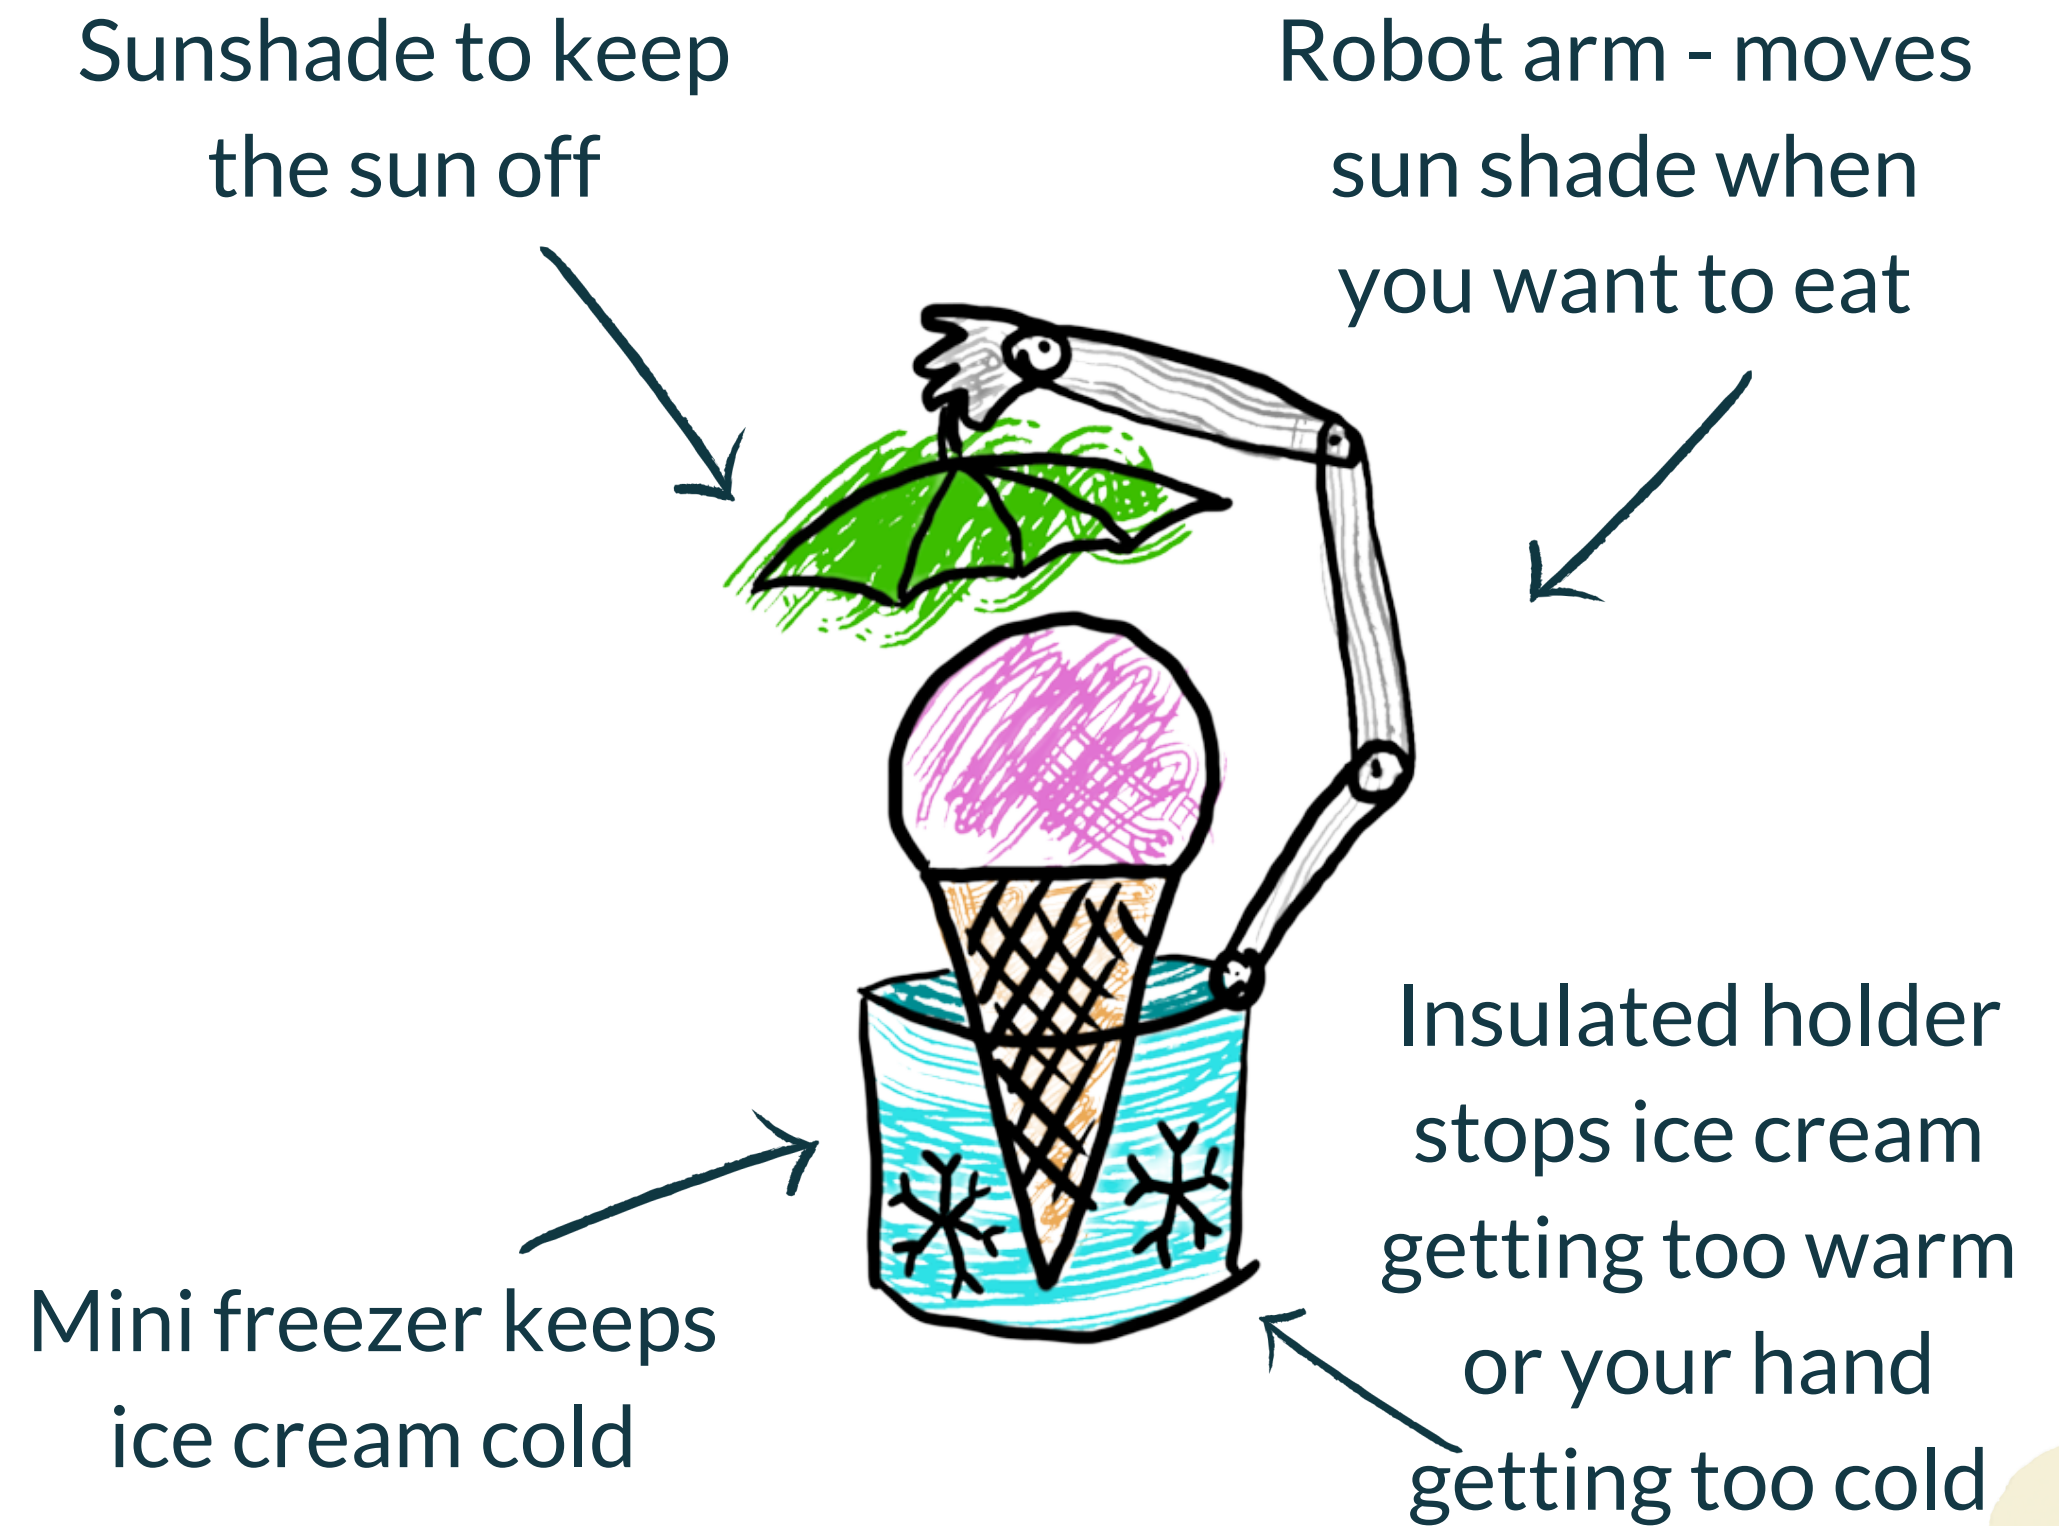 Sunshade to keep
the sun off
Robot arm - moves
sun shade when
you want to eat
Mini freezer keeps
ice cream cold
Insulated holder
stops ice cream
getting too warm
or your hand
getting too cold